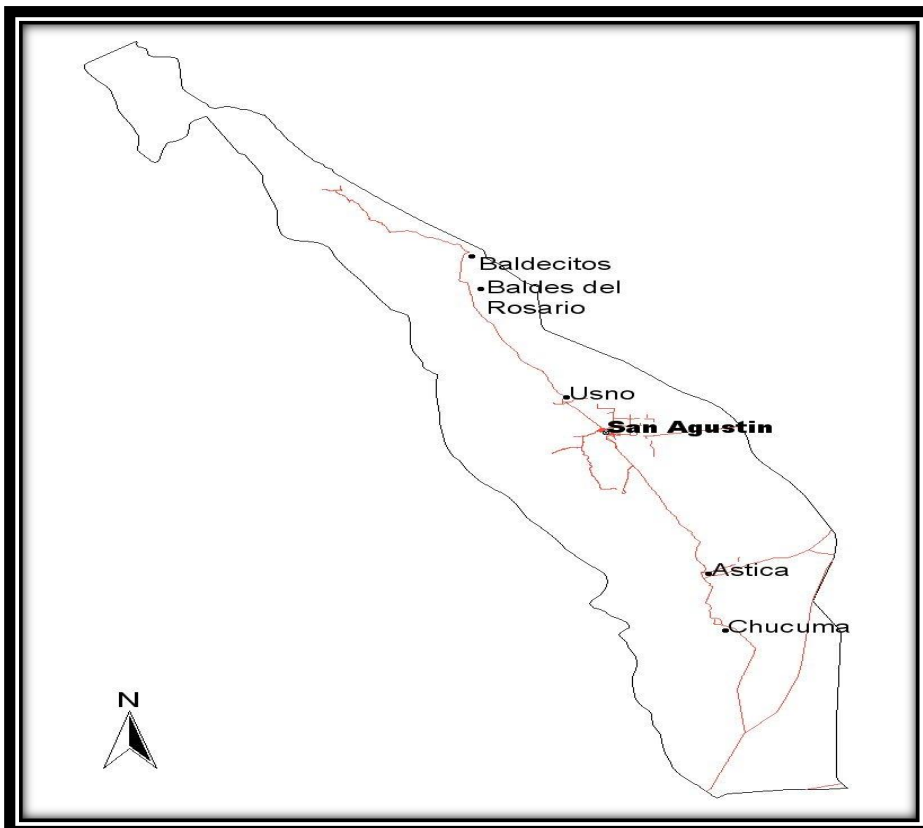 Baldecitos
Baldes del
Rosario
Usno
San Agustin
Astica
Chucuma
N